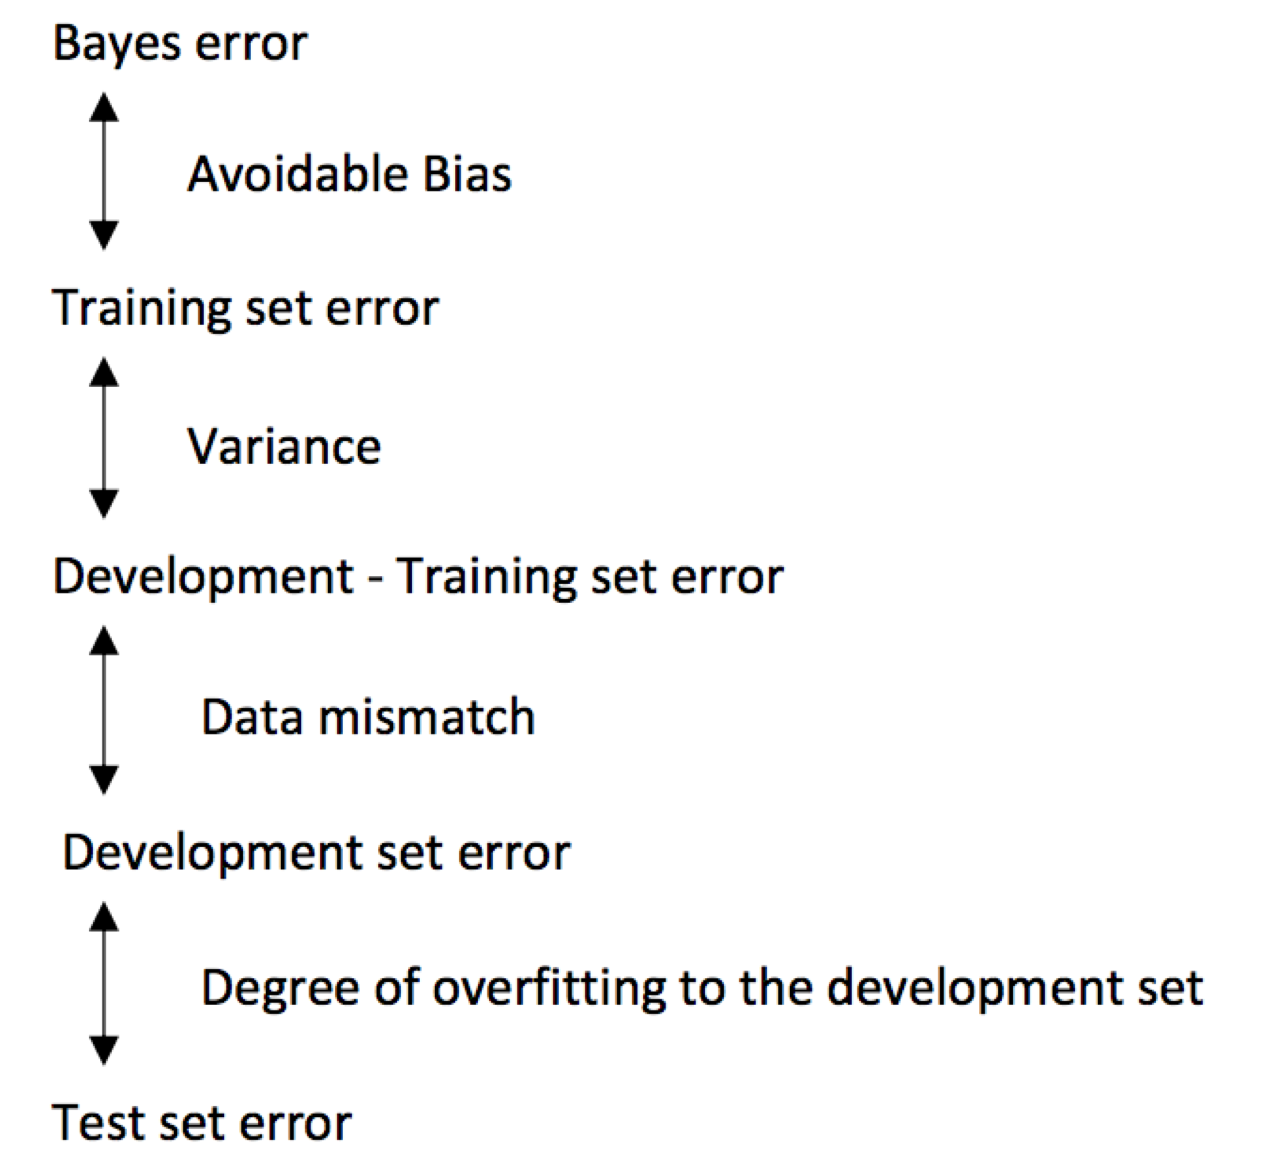 Bayes error
Avoidable Bias
Training set error
Variance
Development - Training set error
Data mismatch
Development set error
Degree of overfitting to the development set
Test set error